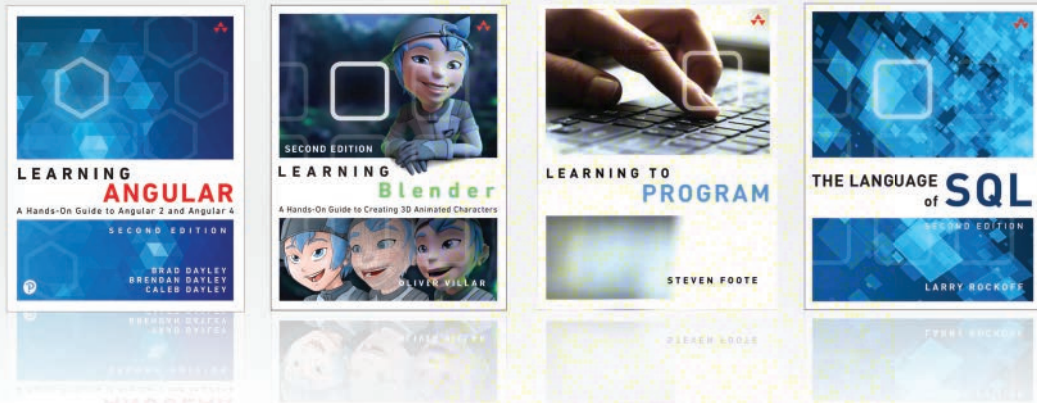 LEARNING
ANGULAR
A Hands-On Guide to Angular 2 and Angular 4
SECOND EDITION
BRAD DAYLEY
BRENDAN DAYLEY
CALEB DAYLEY
SECOND EDITION
LEARNING
Blender
A Hands-On Guide to Creating 3D Animated Characters
OLIVER VILLAR
LEARNING TO
PROGRAM
STEVEN FOOTE
THE LANGUAGE
of SQL
SECOND EDITION
LARRY ROCKOFF